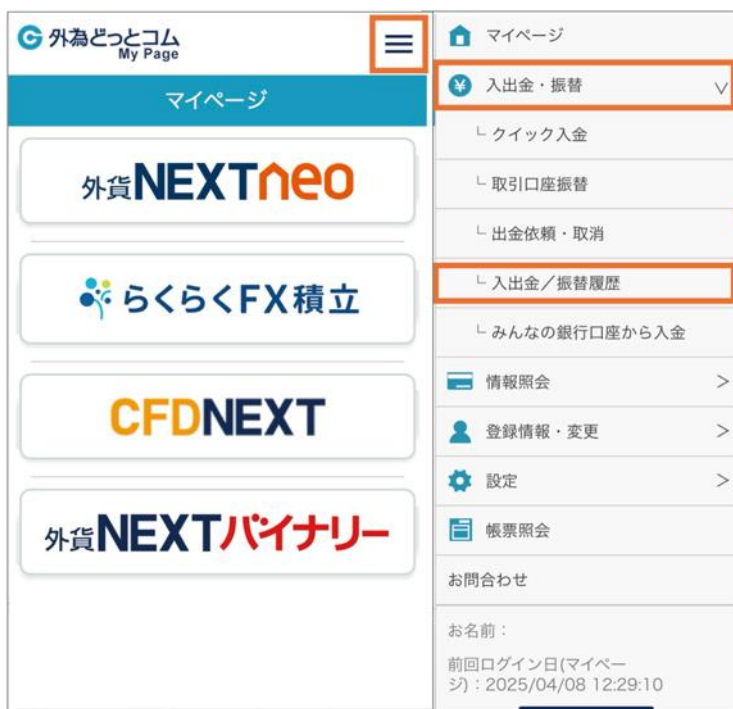 外為どっとコム
My Page
マイページ
外貨NEXTneo
らくらくFX積立
CFDNEXT
外貨NEXTバイナリー
マイページ
入出金・振替
└ クイック入金
└ 取引口座振替
└ 出金依頼・取消
└ 入出金／振替履歴
└ みんなの銀行口座から入金
情報照会
登録情報・変更
設定
帳票照会
お問合わせ
お名前：
前回ログイン日(マイペー
ジ)：2025/04/08 12:29:10